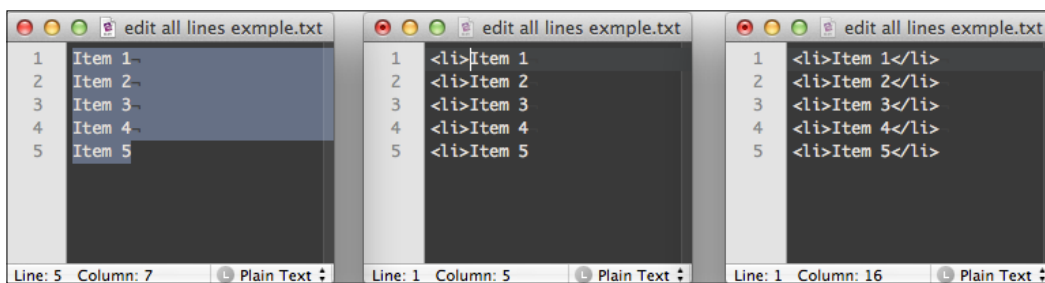 edit all lines exmple.txt
1 Item 1¬
2 Item 2¬
3 Item 3¬
4 Item 4¬
5 Item 5
Line: 5 Column: 7 L Plain Text
edit all lines exmple.txt
1 <li>Item 1
2 <li>Item 2
3 <li>Item 3
4 <li>Item 4
5 <li>Item 5
Line: 1 Column: 5 L Plain Text
edit all lines exmple.txt
1 <li>Item 1</li>
2 <li>Item 2</li>
3 <li>Item 3</li>
4 <li>Item 4</li>
5 <li>Item 5</li>
Line: 1 Column: 16 L Plain Text